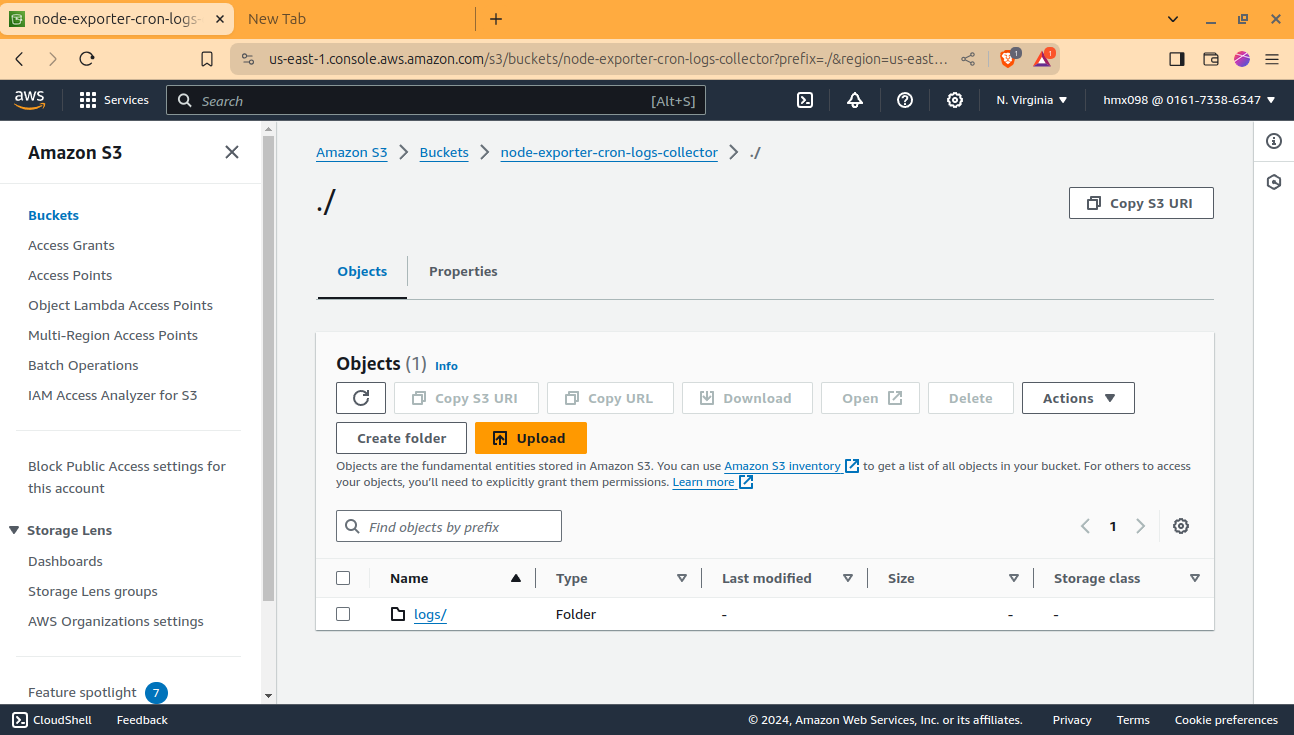 node-exporter-cron-logs-
New Tab
us-east-1.console.aws.amazon.com/s3/buckets/node-exporter-cron-logs-collector?prefix=./&region=us-east...
1
1
aws
Services
Search
[Alt+S]
N. Virginia
hmx098 @ 0161-7338-6347
Amazon S3
Buckets
Access Grants
Access Points
Object Lambda Access Points
Multi-Region Access Points
Batch Operations
IAM Access Analyzer for S3
Block Public Access settings for
this account
Storage Lens
Dashboards
Storage Lens groups
AWS Organizations settings
Feature spotlight 7
Amazon S3 > Buckets > node-exporter-cron-logs-collector > ./
./
Copy S3 URI
Objects
Properties
Objects (1) Info
Copy S3 URI
Copy URL
Download
Open
Delete
Actions
Create folder
Upload
Objects are the fundamental entities stored in Amazon S3. You can use Amazon S3 inventory to get a list of all objects in your bucket. For others to access
your objects, you'll need to explicitly grant them permissions. Learn more
Find objects by prefix
1
Name Type Last modified Size Storage class
logs/ Folder - - -
CloudShell Feedback © 2024, Amazon Web Services, Inc. or its affiliates. Privacy Terms Cookie preferences